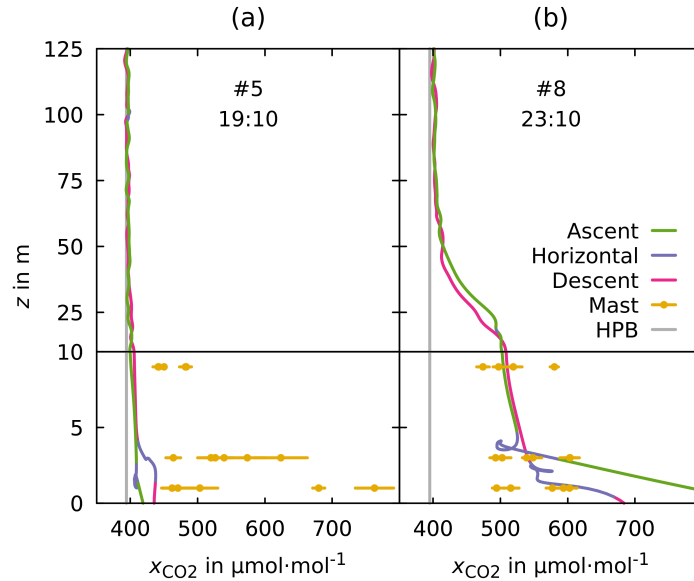 (a) (b)
#5 #8
19:10 23:10
z in m
125
100
75
50
25
10
5
0
Ascent
Horizontal
Descent
Mast
HPB
400 500 600 700 400 500 600 700
xCO2 in µmol·mol-1 xCO2 in µmol·mol-1